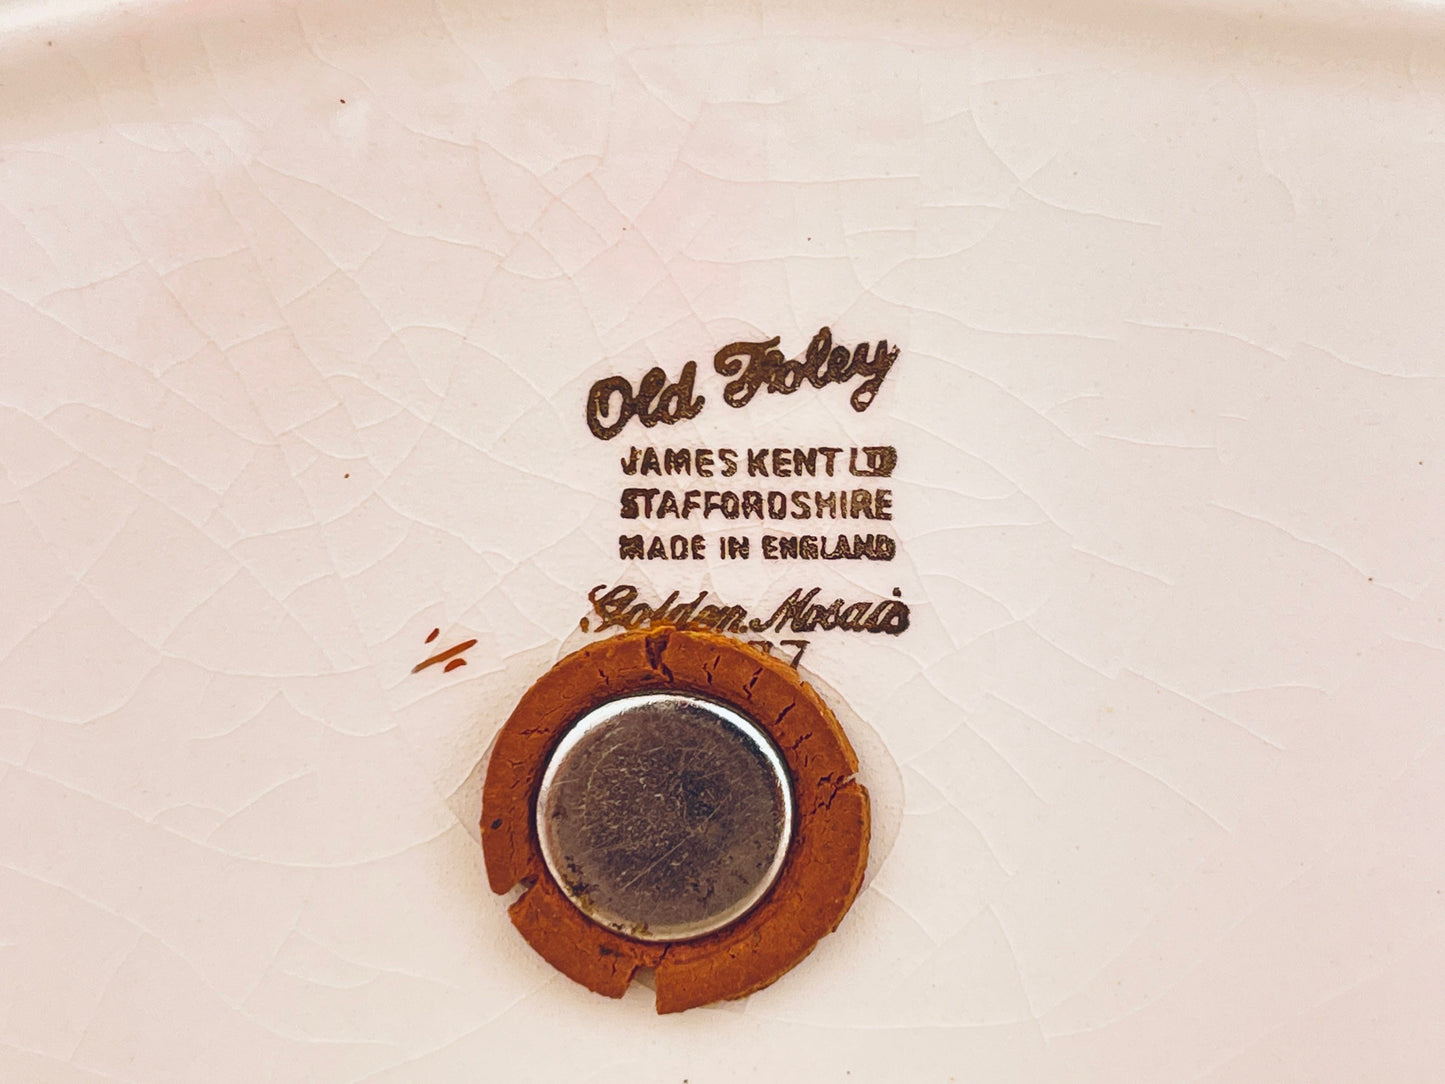 Old Foley
JAMES KENT LTD
STAFFORDSHIRE
MADE IN ENGLAND
Golden Mosaic